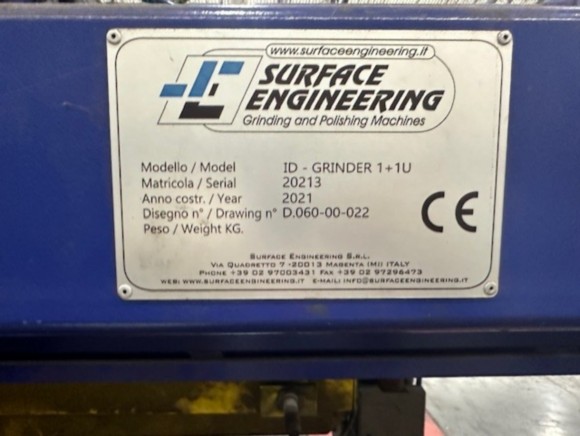 www.surfaceengineering.it
SURFACE
ENGINEERING
Grinding and Polishing Machines
Modello / Model ID - GRINDER 1+1U
Matricola / Serial 20213
Anno costr. / Year 2021
Disegno n° / Drawing n° D.060-00-022
Peso / Weight KG.
CE
SURFACE ENGINEERING S.R.L.
VIA QUADRETTO 7 -20013 MAGENTA (MI) ITALY
PHONE +39 02 97003431 FAX +39 02 97296473
WEB: WWW.SURFACEENGINEERING.IT E-MAIL: INFO@SURFACEENGINEERING.IT